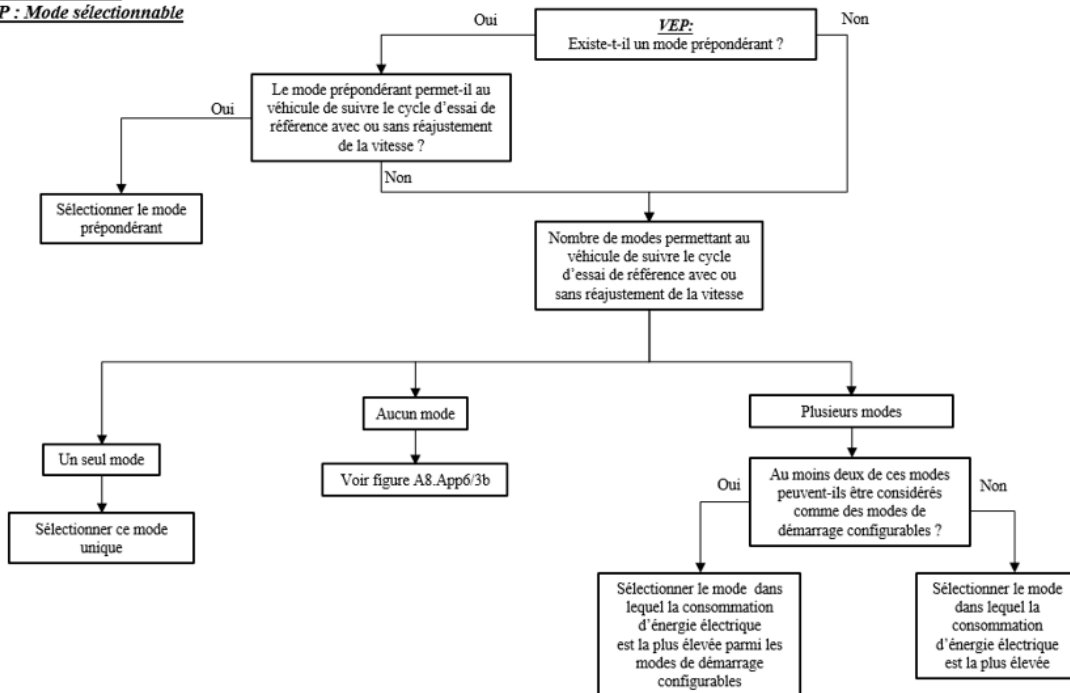 P : Mode sélectionnable
Oui
VEP:
Existe-t-il un mode prépondérant ?
Non
Le mode prépondérant permet-il au
véhicule de suivre le cycle d'essai de
référence avec ou sans réajustement
de la vitesse ?
Oui
Non
Sélectionner le mode
prépondérant
Nombre de modes permettant au
véhicule de suivre le cycle
d'essai de référence avec ou
sans réajustement de la vitesse
Un seul mode
Sélectionner ce mode
unique
Aucun mode
Voir figure A8.App6/3b
Plusieurs modes
Au moins deux de ces modes
peuvent-ils être considérés
comme des modes de
démarrage configurables ?
Oui
Non
Sélectionner le mode dans
lequel la consommation
d'énergie électrique
est la plus élevée parmi les
modes de démarrage
configurables
Sélectionner le mode
dans lequel la
consommation
d'énergie électrique
est la plus élevée